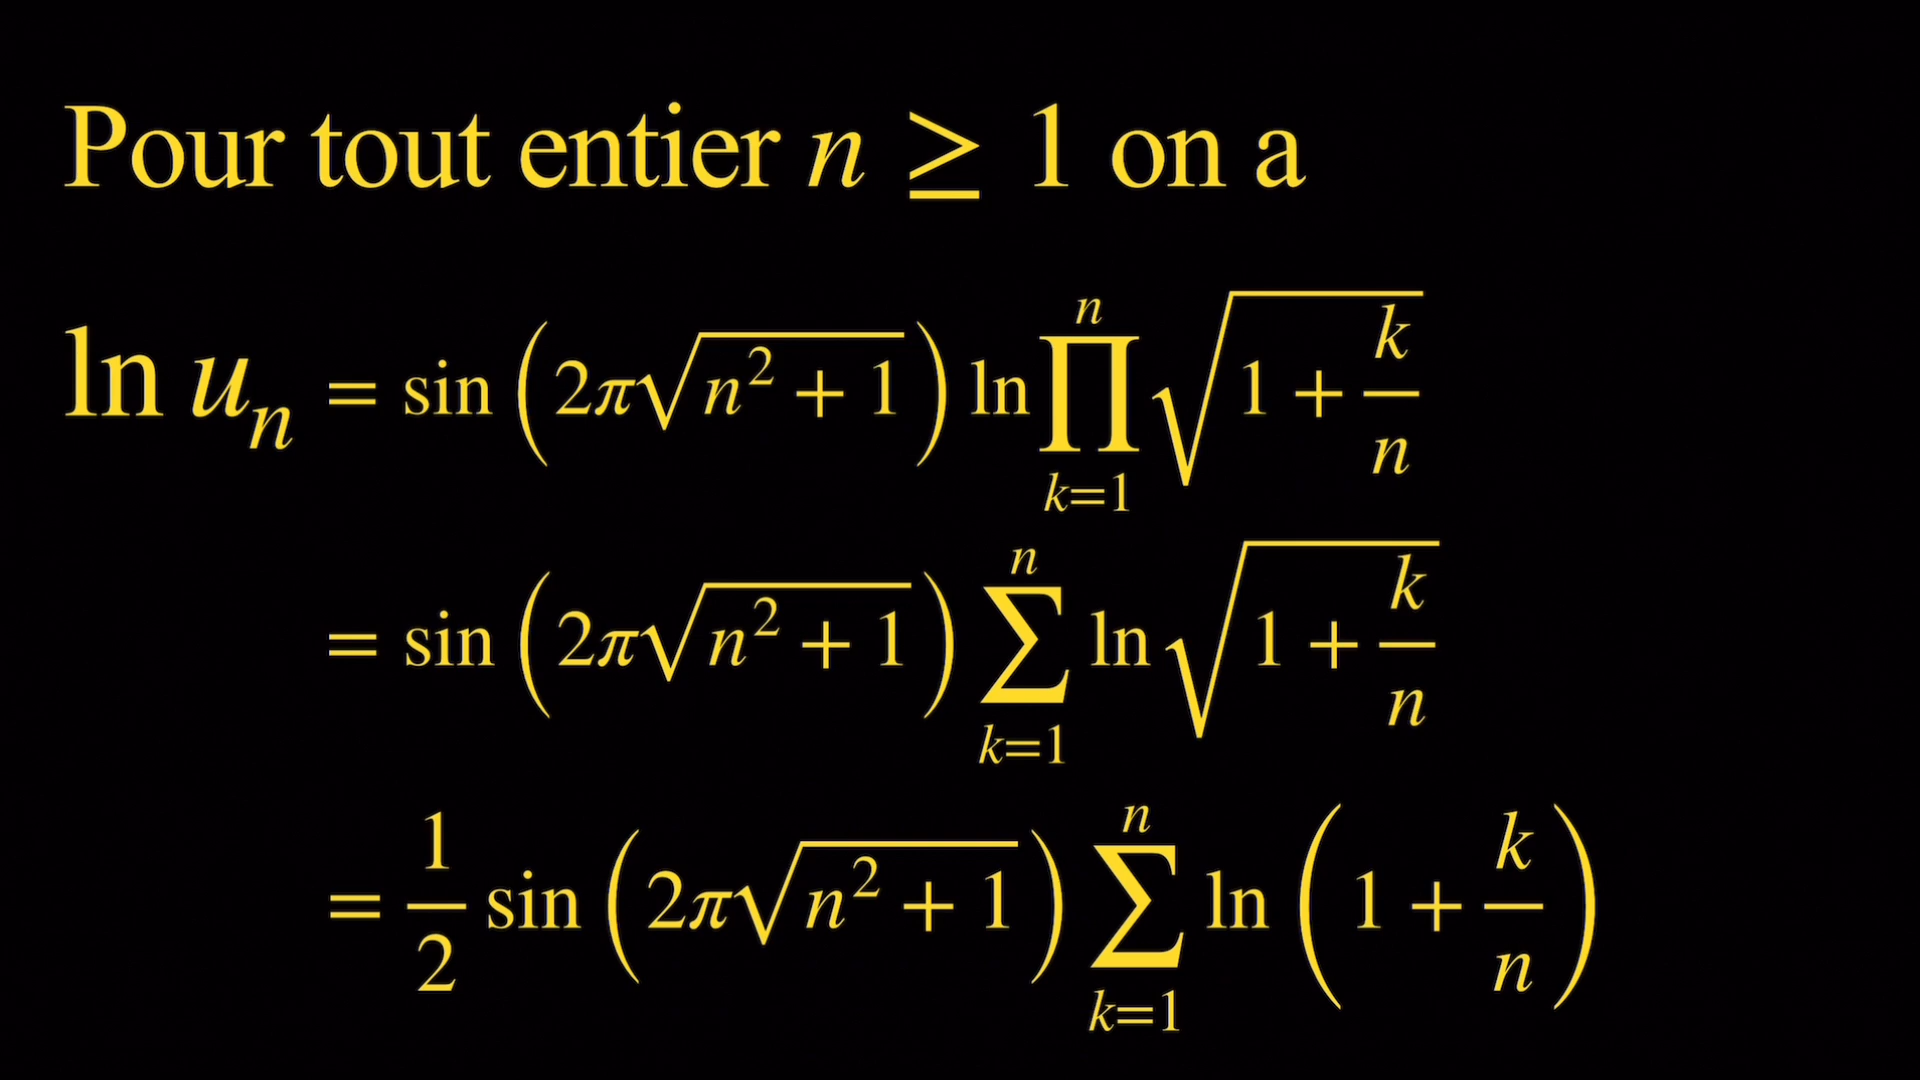 Pour tout entier n ≥ 1 on a
ln uₙ = sin (2π√(n² + 1)) ln ∏_{k=1}^{n} √(1 + k/n)
= sin (2π√(n² + 1)) ∑_{k=1}^{n} ln √(1 + k/n)
= 1/2 sin (2π√(n² + 1)) ∑_{k=1}^{n} ln (1 + k/n)